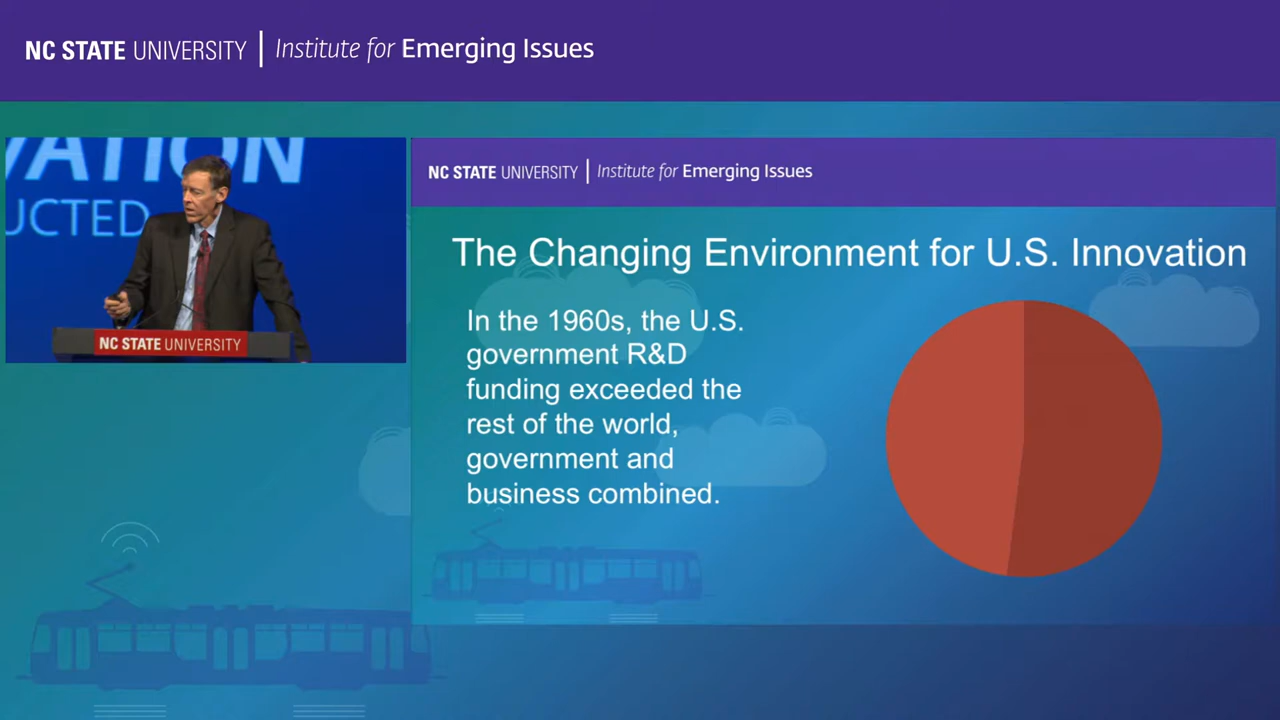 NC STATE UNIVERSITY | Institute for Emerging Issues
VATION
UCTED
NC STATE UNIVERSITY
NC STATE UNIVERSITY | Institute for Emerging Issues
The Changing Environment for U.S. Innovation
In the 1960s, the U.S.
government R&D
funding exceeded the
rest of the world,
government and
business combined.